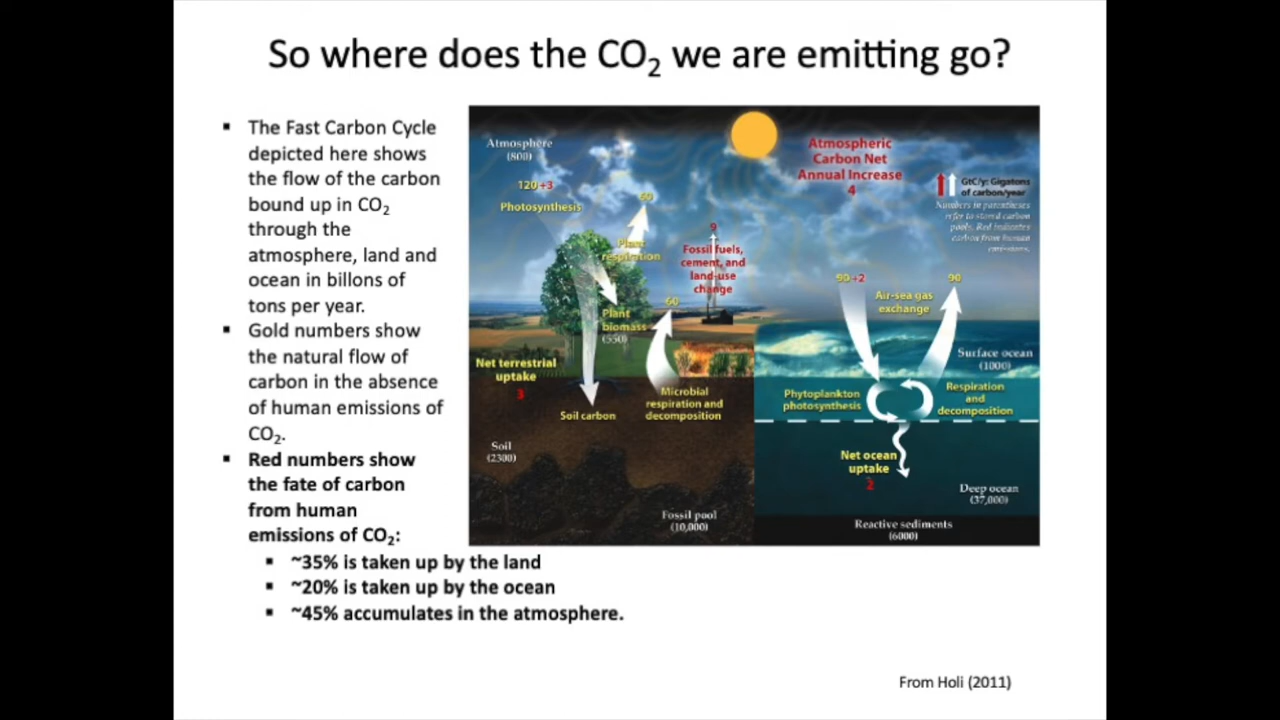 So where does the CO₂ we are emitting go?
▪ The Fast Carbon Cycle
depicted here shows
the flow of the carbon
bound up in CO₂
through the
atmosphere, land and
ocean in billons of
tons per year.
▪ Gold numbers show
the natural flow of
carbon in the absence
of human emissions of
CO₂.
▪ Red numbers show
the fate of carbon
from human
emissions of CO₂:
▪ ~35% is taken up by the land
▪ ~20% is taken up by the ocean
▪ ~45% accumulates in the atmosphere.
Atmosphere
(800)
120+3
Photosynthesis
60
Plant
respiration
Plant
biomass
(550)
9
Fossil fuels,
cement, and
land-use
change
60
Net terrestrial
uptake
3
Soil carbon
Microbial
respiration and
decomposition
Soil
(2300)
Fossil pool
(10,000)
Atmospheric
Carbon Net
Annual Increase
4
GtC/y: Gigatons
of carbon/year
Numbers in parentheses
refer to stored carbon
pools. Red indicates
carbon from human
emissions.
90+2
90
Air-sea gas
exchange
Surface ocean
(1000)
Phytoplankton
photosynthesis
Respiration
and
decomposition
Net ocean
uptake
2
Deep ocean
(37,000)
Reactive sediments
(6000)
From Holi (2011)